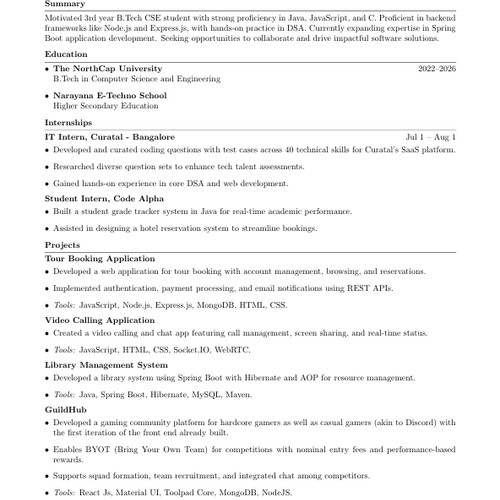 Summary
Motivated 3rd year B.Tech CSE student with strong proficiency in Java, JavaScript, and C. Proficient in backend
frameworks like Node.js and Express.js, with hands-on practice in DSA. Currently expanding expertise in Spring
Boot application development. Seeking opportunities to collaborate and drive impactful software solutions.
Education
• The NorthCap University 2022–2026
B.Tech in Computer Science and Engineering
• Narayana E-Techno School
Higher Secondary Education
Internships
IT Intern, Curatal - Bangalore Jul 1 – Aug 1
• Developed and curated coding questions with test cases across 40 technical skills for Curatal's SaaS platform.
• Researched diverse question sets to enhance tech talent assessments.
• Gained hands-on experience in core DSA and web development.
Student Intern, Code Alpha
• Built a student grade tracker system in Java for real-time academic performance.
• Assisted in designing a hotel reservation system to streamline bookings.
Projects
Tour Booking Application
• Developed a web application for tour booking with account management, browsing, and reservations.
• Implemented authentication, payment processing, and email notifications using REST APIs.
• Tools: JavaScript, Node.js, Express.js, MongoDB, HTML, CSS.
Video Calling Application
• Created a video calling and chat app featuring call management, screen sharing, and real-time status.
• Tools: JavaScript, HTML, CSS, Socket.IO, WebRTC.
Library Management System
• Developed a library system using Spring Boot with Hibernate and AOP for resource management.
• Tools: Java, Spring Boot, Hibernate, MySQL, Maven.
GuildHub
• Developed a gaming community platform for hardcore gamers as well as casual gamers (akin to Discord) with
the first iteration of the front end already built.
• Enables BYOT (Bring Your Own Team) for competitions with nominal entry fees and performance-based
rewards.
• Supports squad formation, team recruitment, and integrated chat among competitors.
• Tools: React Js, Material UI, Toolpad Core, MongoDB, NodeJS.